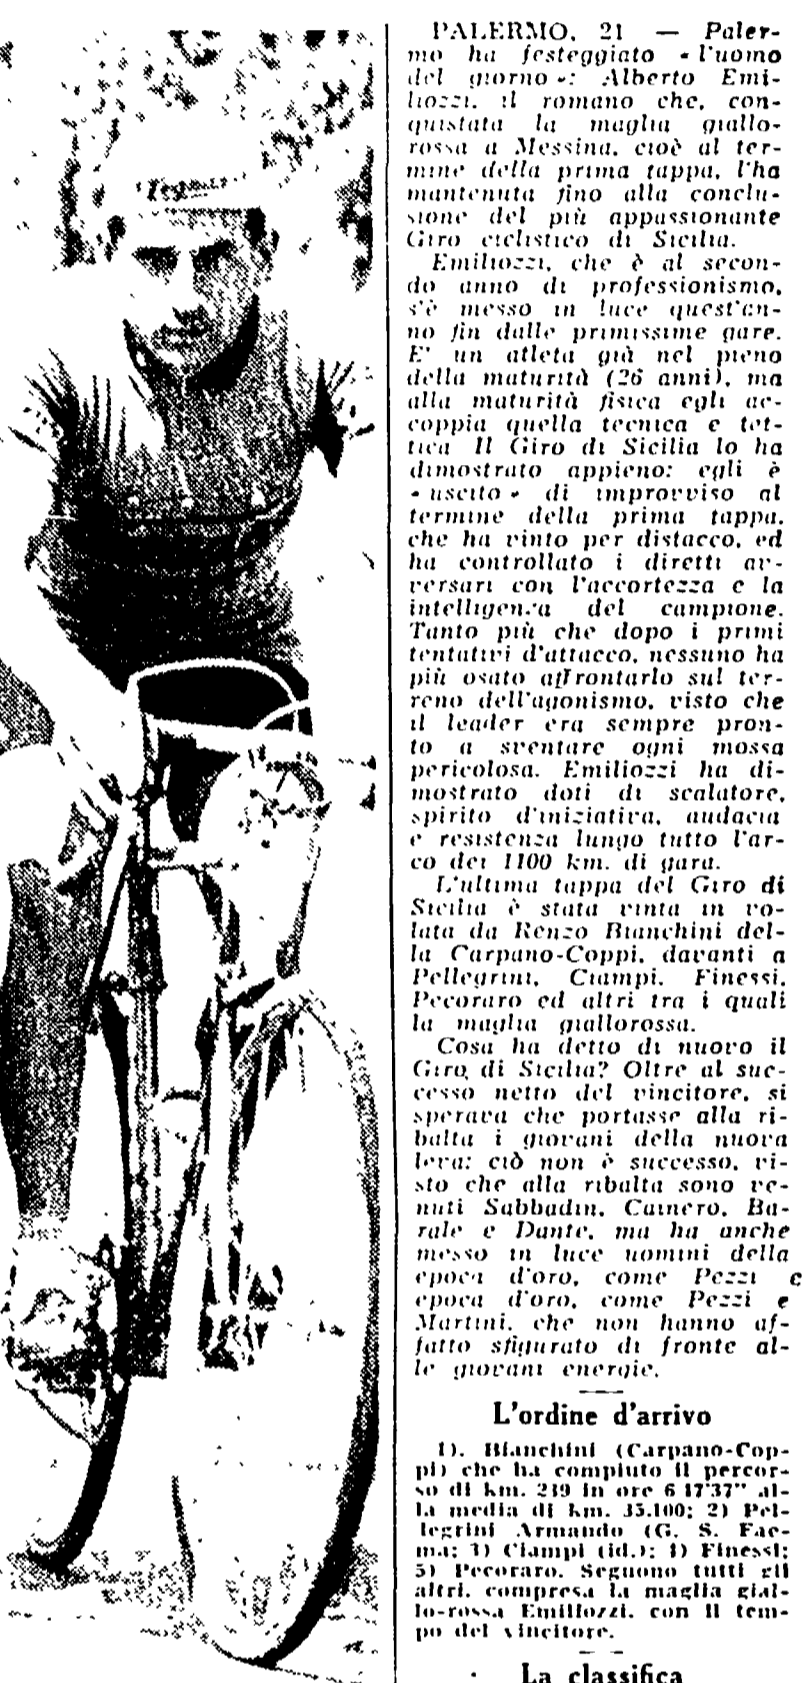 PALERMO, 21 — Paler-
mo ha festeggiato « l'uomo
del giorno »: Alberto Emi-
liozzi, il romano che, con-
quistata la maglia giallo-
rossa a Messina, cioè al ter-
mine della prima tappa, l'ha
mantenuta fino alla conclu-
sione del più appassionante
Giro ciclistico di Sicilia.
Emiliozzi, che è al secon-
do anno di professionismo,
s'è messo in luce quest'an-
no fin dalle primissime gare.
E' un atleta già nel pieno
della maturità (26 anni), ma
alla maturità fisica egli ac-
coppia quella tecnica e tat-
tica Il Giro di Sicilia lo ha
dimostrato appieno: egli è
« uscito » di improvviso al
termine della prima tappa,
che ha vinto per distacco, ed
ha controllato i diretti av-
versari con l'accortezza e la
intelligenza del campione.
Tanto più che dopo i primi
tentativi d'attacco, nessuno ha
più osato affrontarlo sul ter-
reno dell'agonismo, visto che
il leader era sempre pron-
to a sventare ogni mossa
pericolosa. Emiliozzi ha di-
mostrato doti di scalatore,
spirito d'iniziativa, audacia
e resistenza lungo tutto l'ar-
co dei 1100 km. di gara.
L'ultima tappa del Giro di
Sicilia è stata vinta in vo-
lata da Renzo Bianchini del-
la Carpano-Coppi, davanti a
Pellegrini, Ciampi, Finessi,
Pecoraro ed altri tra i quali
la maglia giallorossa.
Cosa ha detto di nuovo il
Giro di Sicilia? Oltre al suc-
cesso netto del vincitore, si
sperava che portasse alla ri-
balta i giovani della nuova
leva: ciò non è successo, vi-
sto che alla ribalta sono ve-
nuti Sabbadin, Cainero, Ba-
rale e Dante, ma ha anche
messo in luce uomini della
epoca d'oro, come Pezzi e
epoca d'oro, come Pezzi e
Martini, che non hanno af-
fatto sfigurato di fronte al-
le giovani energie.
L'ordine d'arrivo
1). Bianchini (Carpano-Cop-
pi) che ha compiuto il percor-
so di km. 219 in ore 6 17'37" al-
la media di km. 35.100; 2) Pel-
legrini Armando (G. S. Fae-
ma; 3) Ciampi (id.); 4) Finessi;
5) Pecoraro. Seguono tutti gli
altri, compresa la maglia gial-
lo-rossa Emiliozzi, con il tem-
po del vincitore.
La classifica